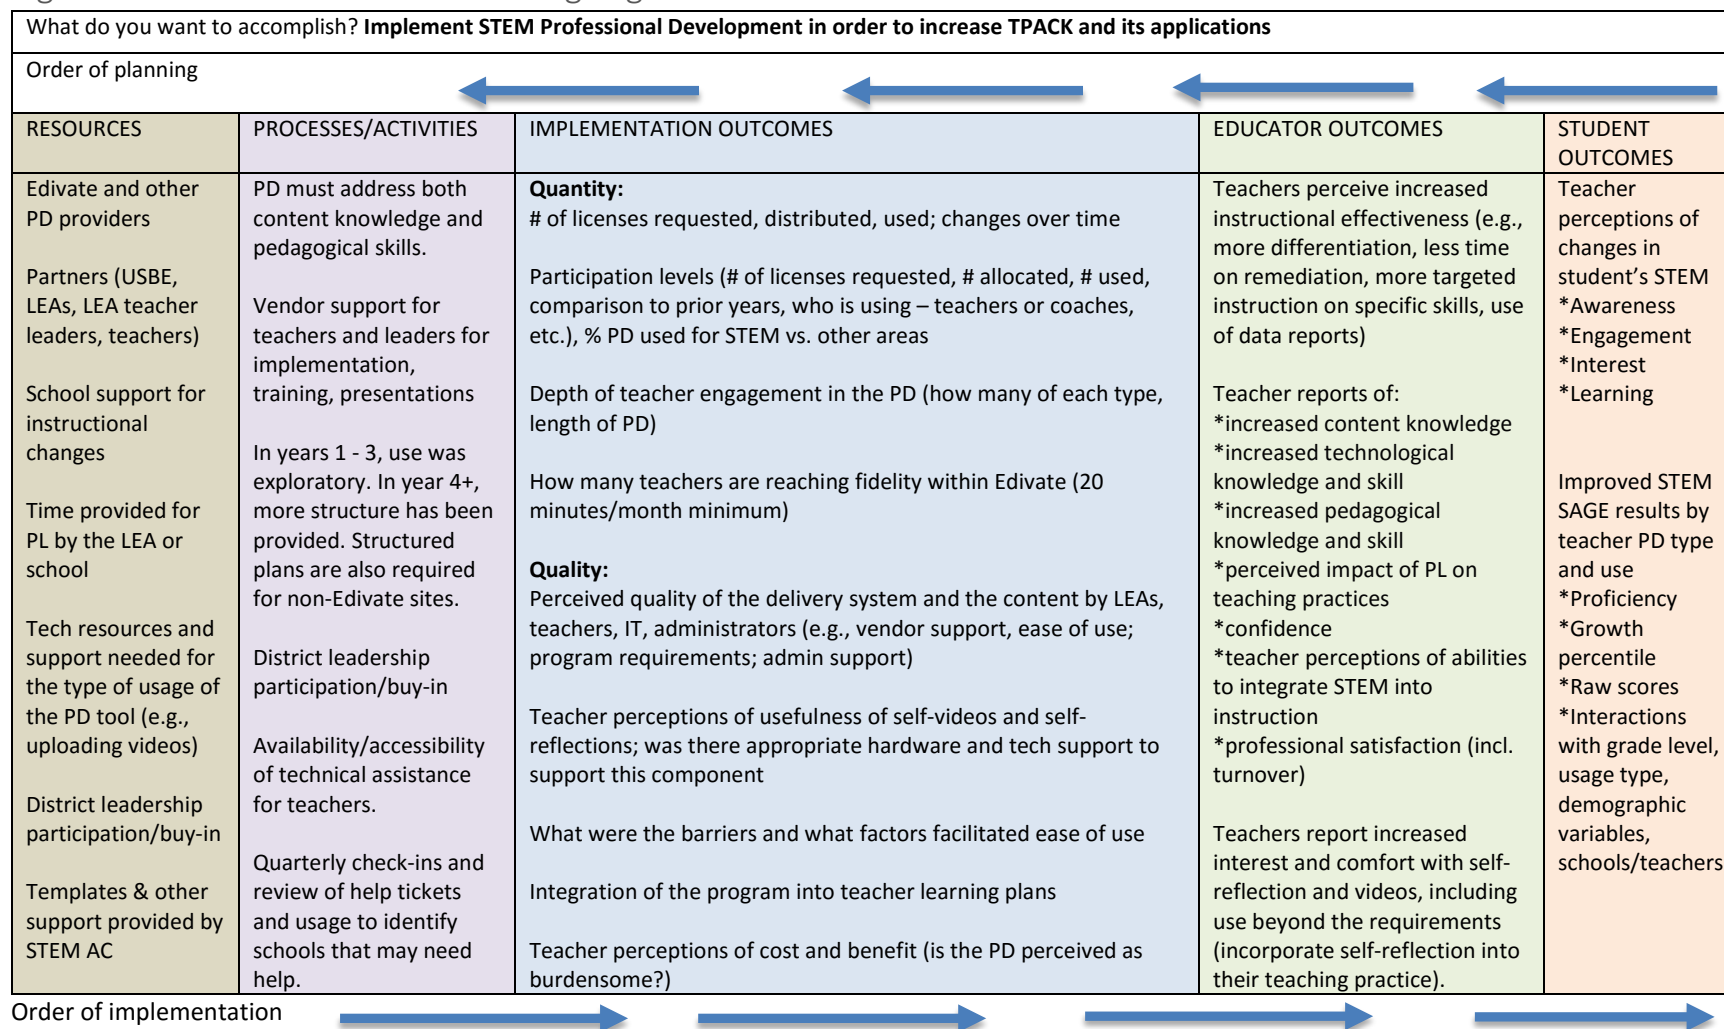 What do you want to accomplish? Implement STEM Professional Development in order to increase TPACK and its applications
Order of planning
RESOURCES
PROCESSES/ACTIVITIES
IMPLEMENTATION OUTCOMES
EDUCATOR OUTCOMES
STUDENT
OUTCOMES
Edivate and other
PD providers
Partners (USBE,
LEAs, LEA teacher
leaders, teachers)
School support for
instructional
changes
Time provided for
PL by the LEA or
school
Tech resources and
support needed for
the type of usage of
the PD tool (e.g.,
uploading videos)
District leadership
participation/buy-in
Templates & other
support provided by
STEM AC
PD must address both
content knowledge and
pedagogical skills.
Vendor support for
teachers and leaders for
implementation,
training, presentations
In years 1 - 3, use was
exploratory. In year 4+,
more structure has been
provided. Structured
plans are also required
for non-Edivate sites.
District leadership
participation/buy-in
Availability/accessibility
of technical assistance
for teachers.
Quarterly check-ins and
review of help tickets
and usage to identify
schools that may need
help.
Quantity:
# of licenses requested, distributed, used; changes over time
Participation levels (# of licenses requested, # allocated, # used,
comparison to prior years, who is using – teachers or coaches,
etc.), % PD used for STEM vs. other areas
Depth of teacher engagement in the PD (how many of each type,
length of PD)
How many teachers are reaching fidelity within Edivate (20
minutes/month minimum)
Quality:
Perceived quality of the delivery system and the content by LEAs,
teachers, IT, administrators (e.g., vendor support, ease of use;
program requirements; admin support)
Teacher perceptions of usefulness of self-videos and self-
reflections; was there appropriate hardware and tech support to
support this component
What were the barriers and what factors facilitated ease of use
Integration of the program into teacher learning plans
Teacher perceptions of cost and benefit (is the PD perceived as
burdensome?)
Teachers perceive increased
instructional effectiveness (e.g.,
more differentiation, less time
on remediation, more targeted
instruction on specific skills, use
of data reports)
Teacher reports of:
*increased content knowledge
*increased technological
knowledge and skill
*increased pedagogical
knowledge and skill
*perceived impact of PL on
teaching practices
*confidence
*teacher perceptions of abilities
to integrate STEM into
instruction
*professional satisfaction (incl.
turnover)
Teachers report increased
interest and comfort with self-
reflection and videos, including
use beyond the requirements
(incorporate self-reflection into
their teaching practice).
Teacher
perceptions of
changes in
student's STEM
*Awareness
*Engagement
*Interest
*Learning
Improved STEM
SAGE results by
teacher PD type
and use
*Proficiency
*Growth
percentile
*Raw scores
*Interactions
with grade level,
usage type,
demographic
variables,
schools/teachers
Order of implementation